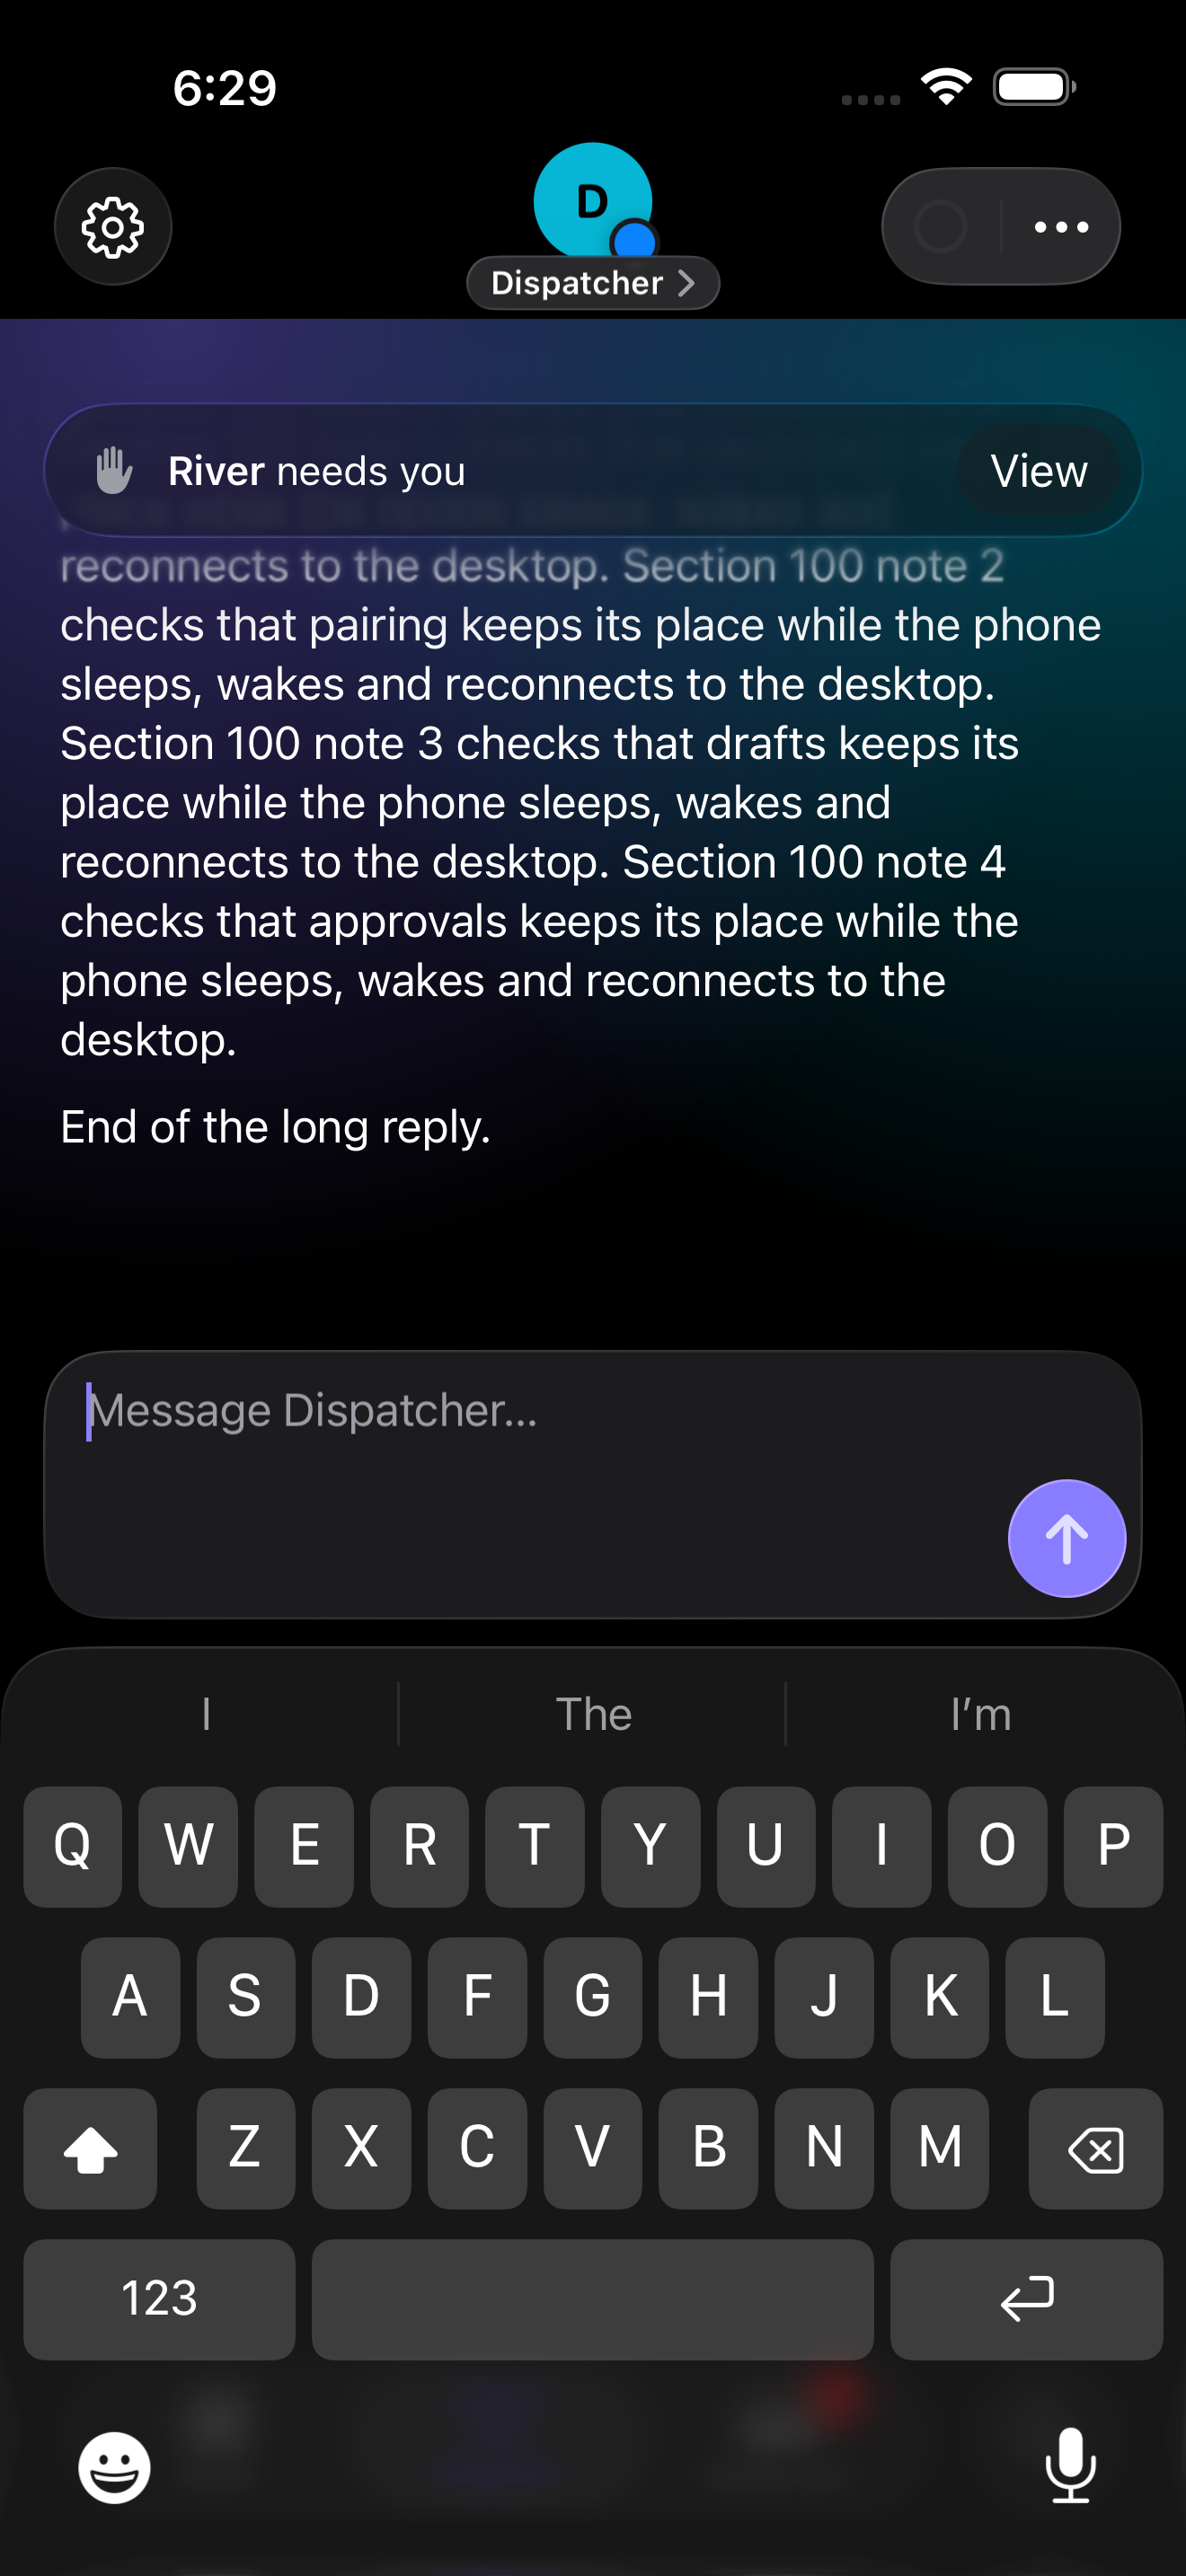 6:29
D
Dispatcher
River needs you
View
reconnects to the desktop. Section 100 note 2
checks that pairing keeps its place while the phone
sleeps, wakes and reconnects to the desktop.
Section 100 note 3 checks that drafts keeps its
place while the phone sleeps, wakes and
reconnects to the desktop. Section 100 note 4
checks that approvals keeps its place while the
phone sleeps, wakes and reconnects to the
desktop.
End of the long reply.
Message Dispatcher...
I The I’m
Q W E R T Y U I O P
A S D F G H J K L
Z X C V B N M
123